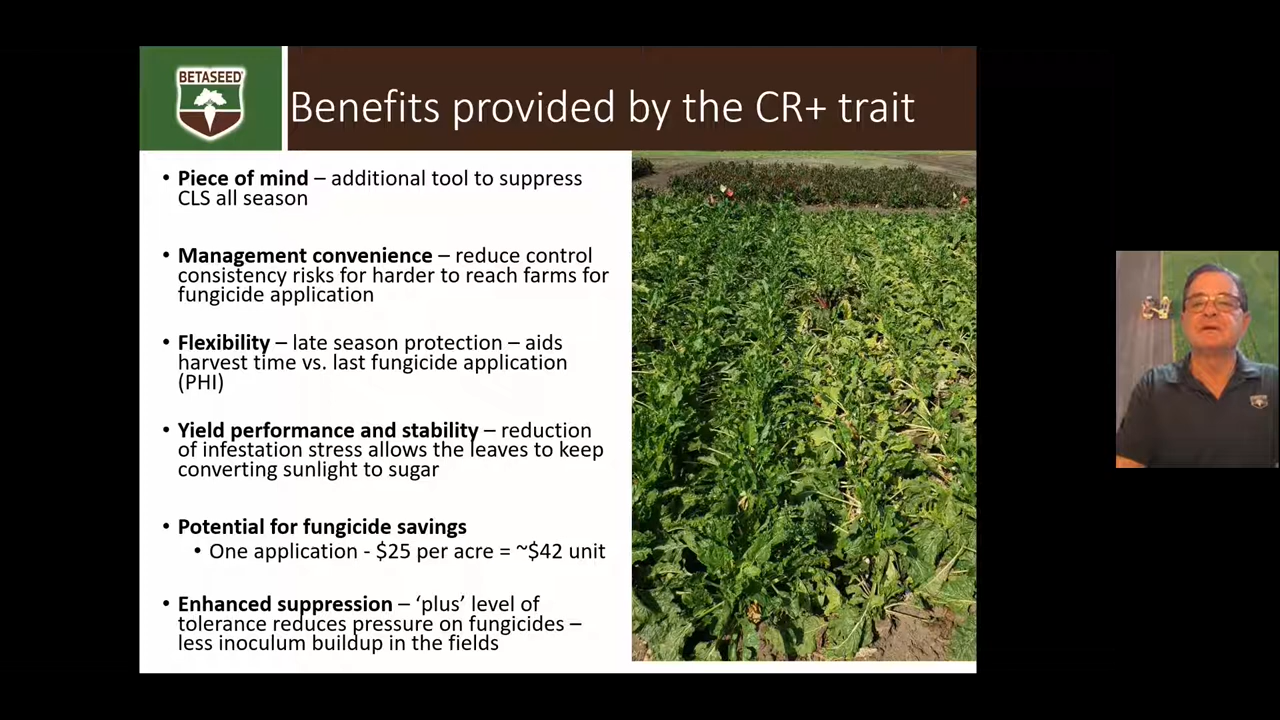 BETASEED
Benefits provided by the CR+ trait
• Piece of mind – additional tool to suppress
CLS all season
• Management convenience – reduce control
consistency risks for harder to reach farms for
fungicide application
• Flexibility – late season protection – aids
harvest time vs. last fungicide application
(PHI)
• Yield performance and stability – reduction
of infestation stress allows the leaves to keep
converting sunlight to sugar
• Potential for fungicide savings
• One application - $25 per acre = ~$42 unit
• Enhanced suppression – ‘plus’ level of
tolerance reduces pressure on fungicides –
less inoculum buildup in the fields